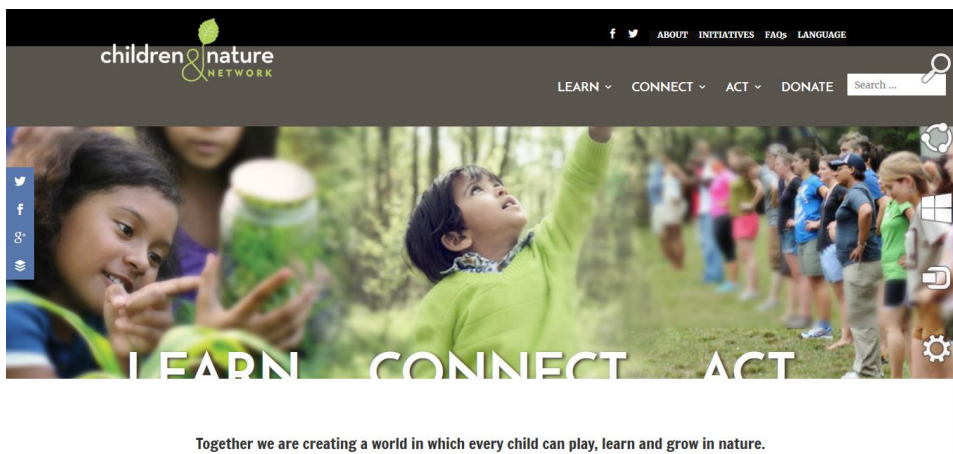 ABOUT INITIATIVES FAQs LANGUAGE
children & nature
NETWORK
LEARN CONNECT ACT DONATE
Search ...
LEARN CONNECT ACT
Together we are creating a world in which every child can play, learn and grow in nature.